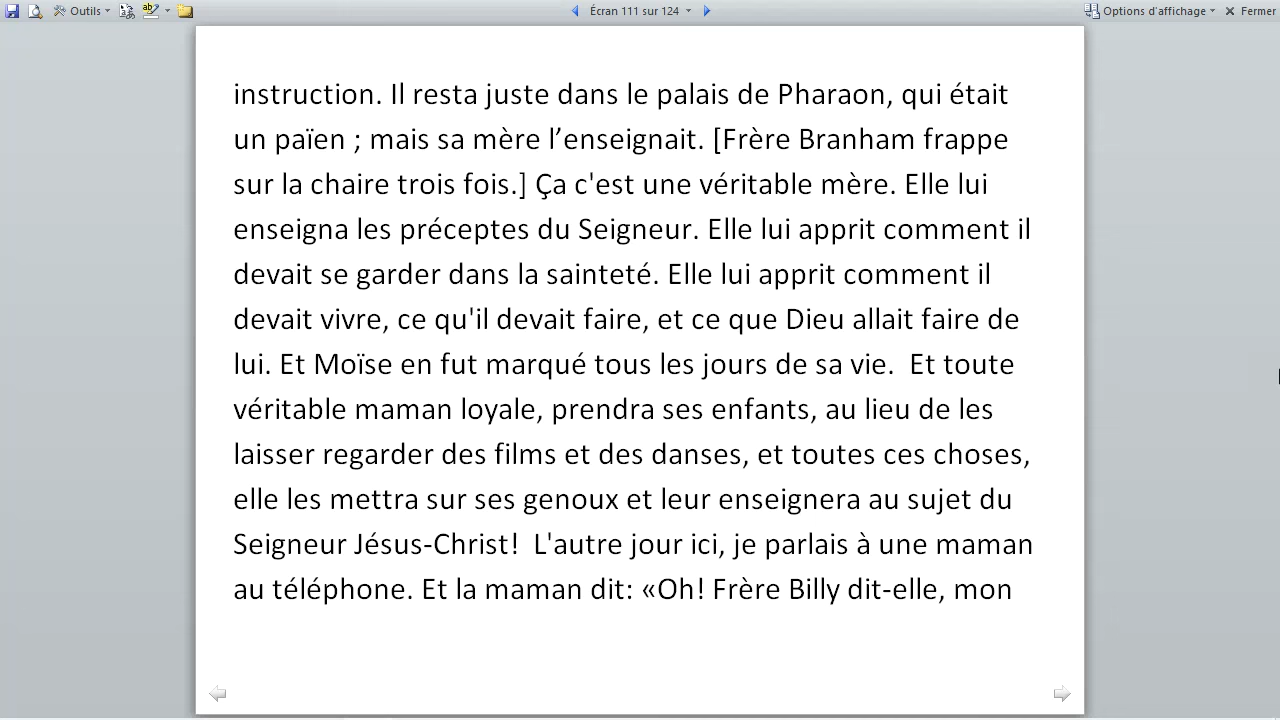 Outils
Écran 111 sur 124
Options d'affichage
Fermer
instruction. Il resta juste dans le palais de Pharaon, qui était
un païen ; mais sa mère l’enseignait. [Frère Branham frappe
sur la chaire trois fois.] Ça c'est une véritable mère. Elle lui
enseigna les préceptes du Seigneur. Elle lui apprit comment il
devait se garder dans la sainteté. Elle lui apprit comment il
devait vivre, ce qu'il devait faire, et ce que Dieu allait faire de
lui. Et Moïse en fut marqué tous les jours de sa vie.  Et toute
véritable maman loyale, prendra ses enfants, au lieu de les
laisser regarder des films et des danses, et toutes ces choses,
elle les mettra sur ses genoux et leur enseignera au sujet du
Seigneur Jésus-Christ!  L'autre jour ici, je parlais à une maman
au téléphone. Et la maman dit: «Oh! Frère Billy dit-elle, mon